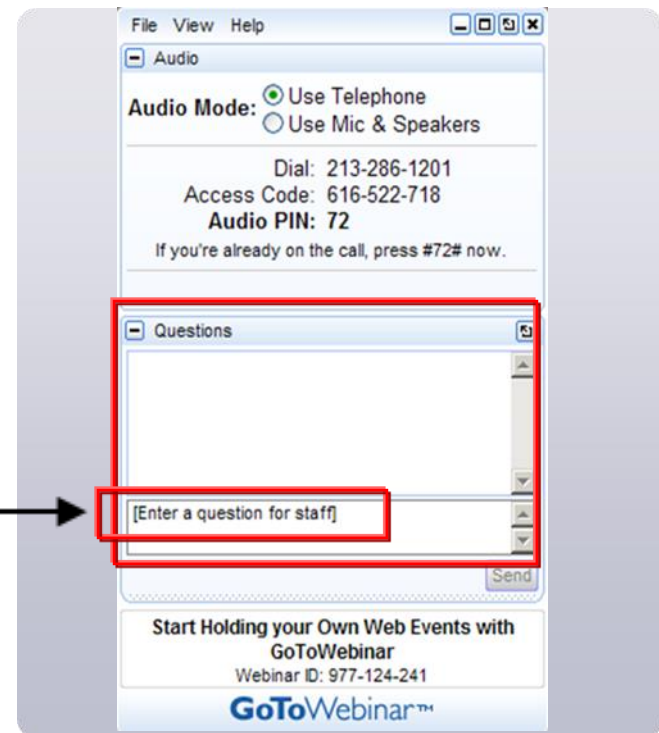 File View Help
Audio
Audio Mode: Use Telephone
Use Mic & Speakers
Dial: 213-286-1201
Access Code: 616-522-718
Audio PIN: 72
If you're already on the call, press #72# now.
Questions
[Enter a question for staff]
Send
Start Holding your Own Web Events with
GoToWebinar
Webinar ID: 977-124-241
GoToWebinar™